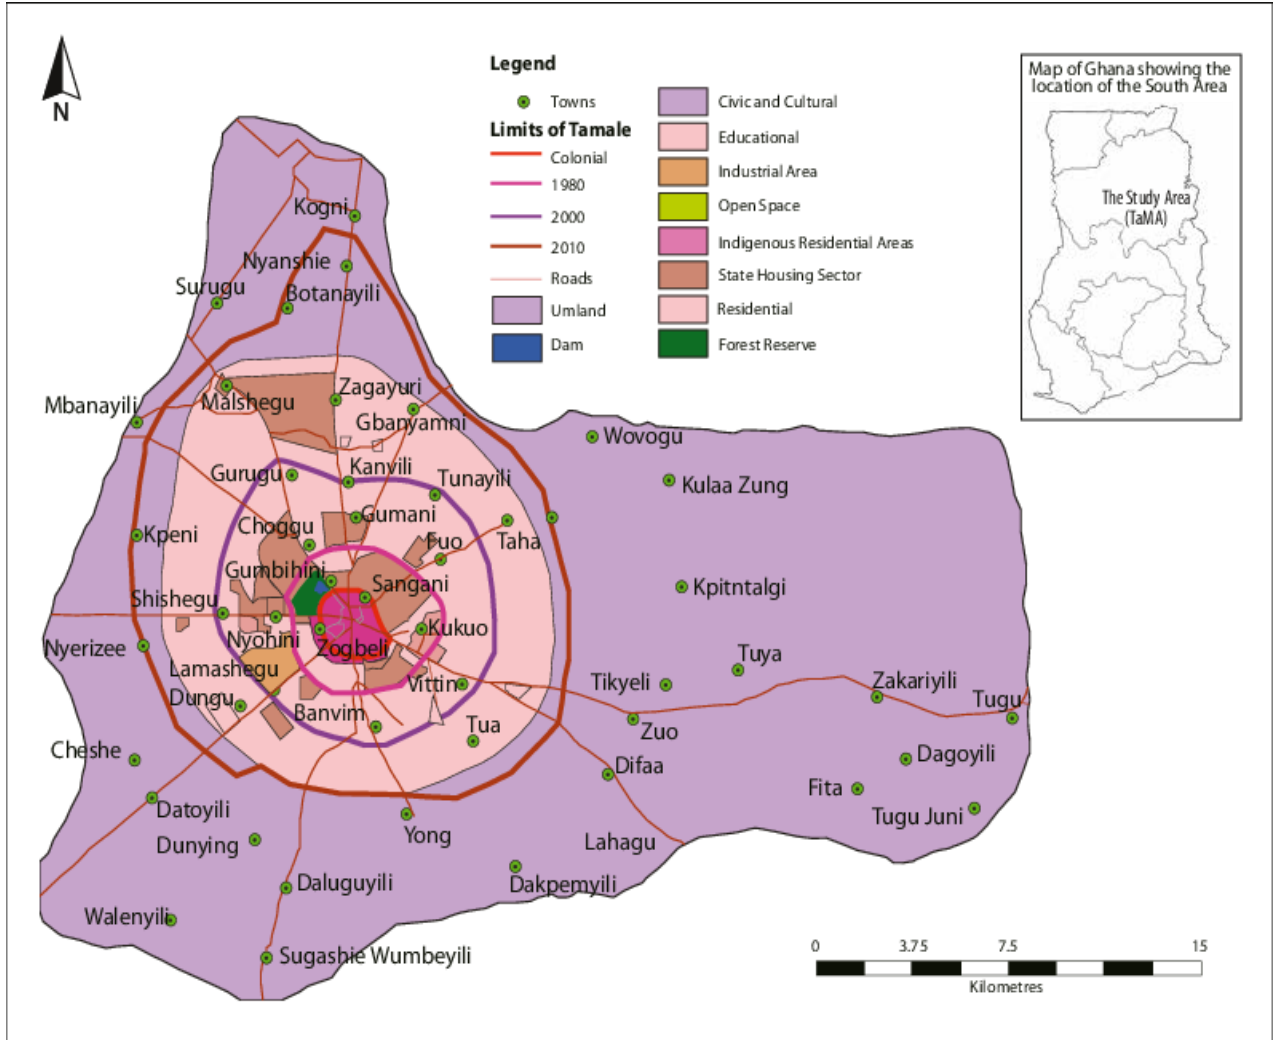 N
Legend
Towns
Limits of Tamale
Colonial
1980
2000
2010
Roads
Umland
Dam
Civic and Cultural
Educational
Industrial Area
Open Space
Indigenous Residential Areas
State Housing Sector
Residential
Forest Reserve
Map of Ghana showing the
location of the South Area
The Study Area
(TaMA)
Kogni
Nyanshie
Surugu
Botanayili
Mbanayili
Malshegu
Zagayuri
Gbanyamni
Wovogu
Gurugu
Kanvili
Tunayili
Kulaa Zung
Choggu
Gumani
Kpeni
Fuo
Taha
Gumbihini
Sangani
Kpitntalgi
Shishegu
Nyohini
Kukuo
Nyerizee
Zogbeli
Lamashegu
Tuya
Dungu
Vittin
Tikyeli
Zakariyili
Tugu
Banvim
Tua
Zuo
Cheshe
Difaa
Dagoyili
Fita
Datoyili
Tugu Juni
Dunying
Yong
Lahagu
Daluguyili
Dakpemyili
Walenyili
Sugashie Wumbeyili
0 3.75 7.5 15
Kilometres